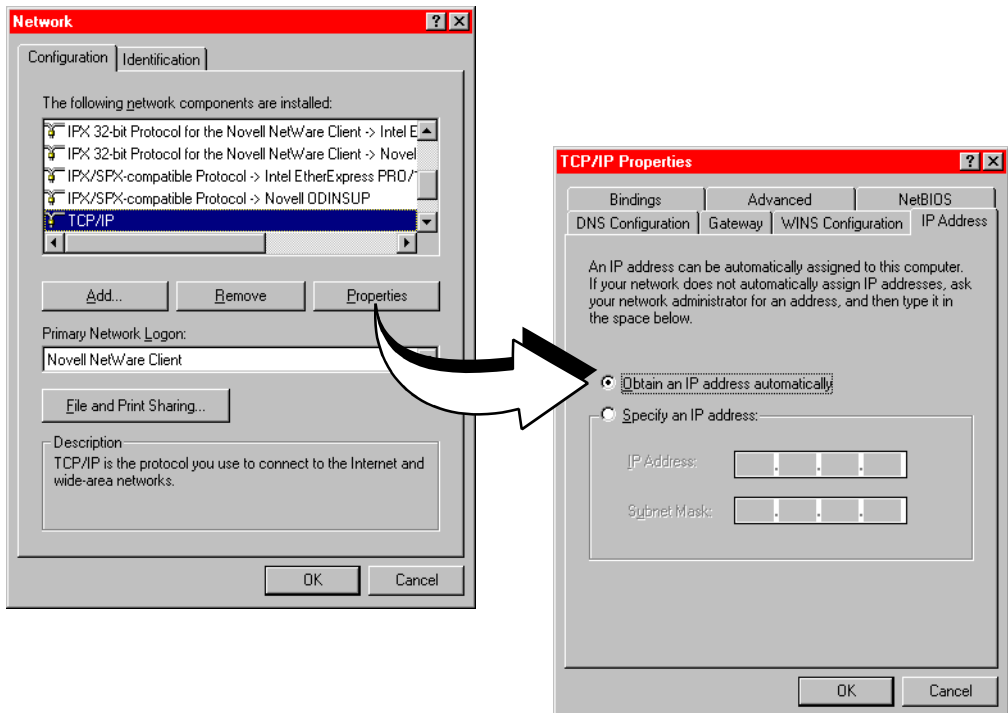 Network
Configuration
Identification
The following network components are installed:
IPX 32-bit Protocol for the Novell NetWare Client -> Intel E
IPX 32-bit Protocol for the Novell NetWare Client -> Novel
IPX/SPX-compatible Protocol -> Intel EtherExpress PRO/
IPX/SPX-compatible Protocol -> Novell ODINSUP
TCP/IP
Add...
Remove
Properties
Primary Network Logon:
Novell NetWare Client
File and Print Sharing...
Description
TCP/IP is the protocol you use to connect to the Internet and
wide-area networks.
OK
Cancel
TCP/IP Properties
Bindings
Advanced
NetBIOS
DNS Configuration
Gateway
WINS Configuration
IP Address
An IP address can be automatically assigned to this computer.
If your network does not automatically assign IP addresses, ask
your network administrator for an address, and then type it in
the space below.
Obtain an IP address automatically
Specify an IP address:
IP Address:
Subnet Mask:
OK
Cancel